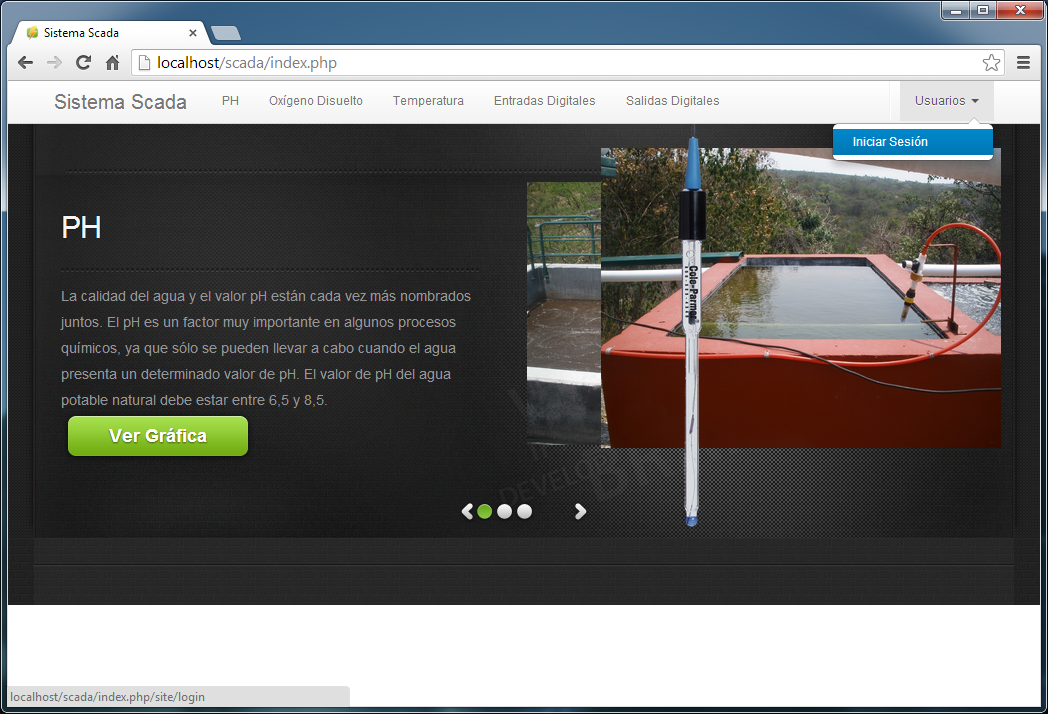 Sistema Scada
localhost/scada/index.php
Sistema Scada PH Oxígeno Disuelto Temperatura Entradas Digitales Salidas Digitales Usuarios
Iniciar Sesión
PH
La calidad del agua y el valor pH están cada vez más nombrados
juntos. El pH es un factor muy importante en algunos procesos
químicos, ya que sólo se pueden llevar a cabo cuando el agua
presenta un determinado valor de pH. El valor de pH del agua
potable natural debe estar entre 6,5 y 8,5.
Ver Gráfica
Cole-Parmer
localhost/scada/index.php/site/login